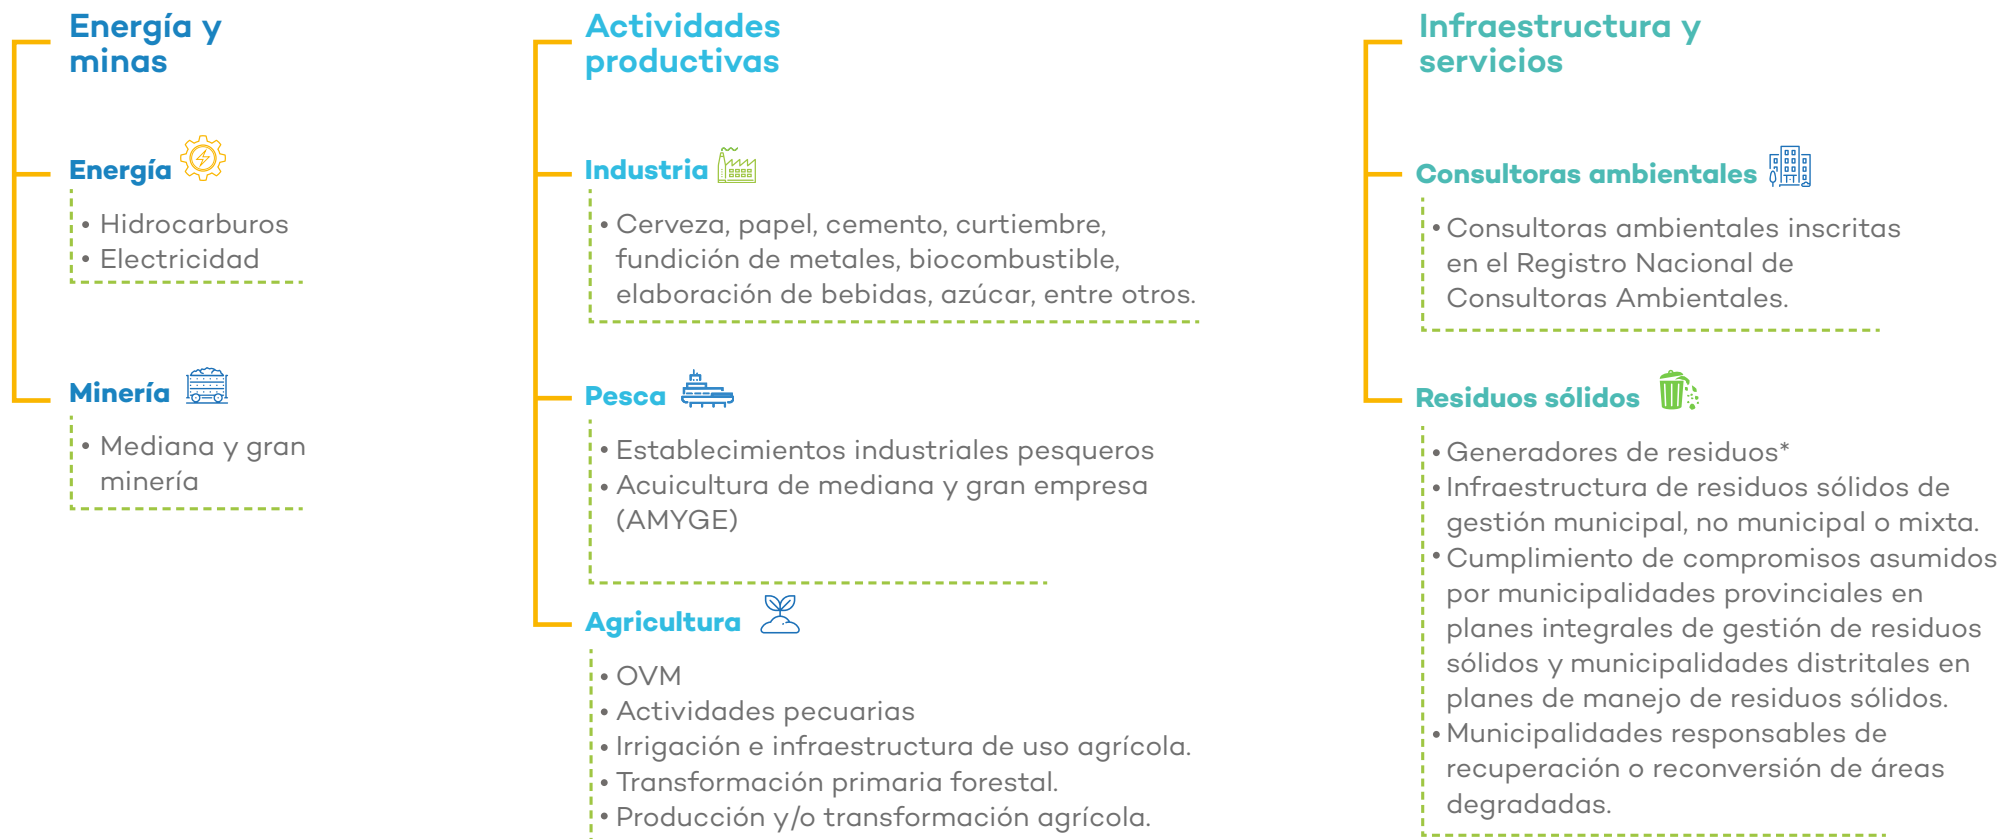 Energía y
minas
Energía
• Hidrocarburos
• Electricidad
Minería
• Mediana y gran
minería
Actividades
productivas
Industria
• Cerveza, papel, cemento, curtiembre,
fundición de metales, biocombustible,
elaboración de bebidas, azúcar, entre otros.
Pesca
• Establecimientos industriales pesqueros
• Acuicultura de mediana y gran empresa
(AMYGE)
Agricultura
• OVM
• Actividades pecuarias
• Irrigación e infraestructura de uso agrícola.
• Transformación primaria forestal.
• Producción y/o transformación agrícola.
Infraestructura y
servicios
Consultoras ambientales
• Consultoras ambientales inscritas
en el Registro Nacional de
Consultoras Ambientales.
Residuos sólidos
• Generadores de residuos*
• Infraestructura de residuos sólidos de
gestión municipal, no municipal o mixta.
• Cumplimiento de compromisos asumidos
por municipalidades provinciales en
planes integrales de gestión de residuos
sólidos y municipalidades distritales en
planes de manejo de residuos sólidos.
• Municipalidades responsables de
recuperación o reconversión de áreas
degradadas.